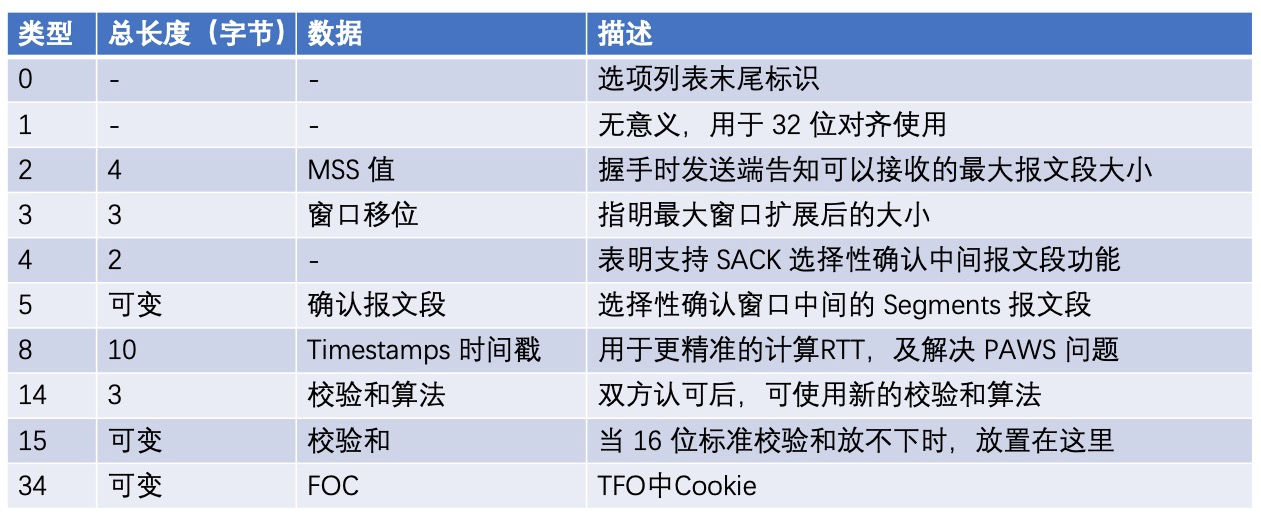 类型 总长度（字节） 数据 描述
0 - - 选项列表末尾标识
1 - - 无意义，用于 32 位对齐使用
2 4 MSS 值 握手时发送端告知可以接收的最大报文段大小
3 3 窗口移位 指明最大窗口扩展后的大小
4 2 - 表明支持 SACK 选择性确认中间报文段功能
5 可变 确认报文段 选择性确认窗口中间的 Segments 报文段
8 10 Timestamps 时间戳 用于更精准的计算RTT，及解决 PAWS 问题
14 3 校验和算法 双方认可后，可使用新的校验和算法
15 可变 校验和 当 16 位标准校验和放不下时，放置在这里
34 可变 FOC TFO中Cookie